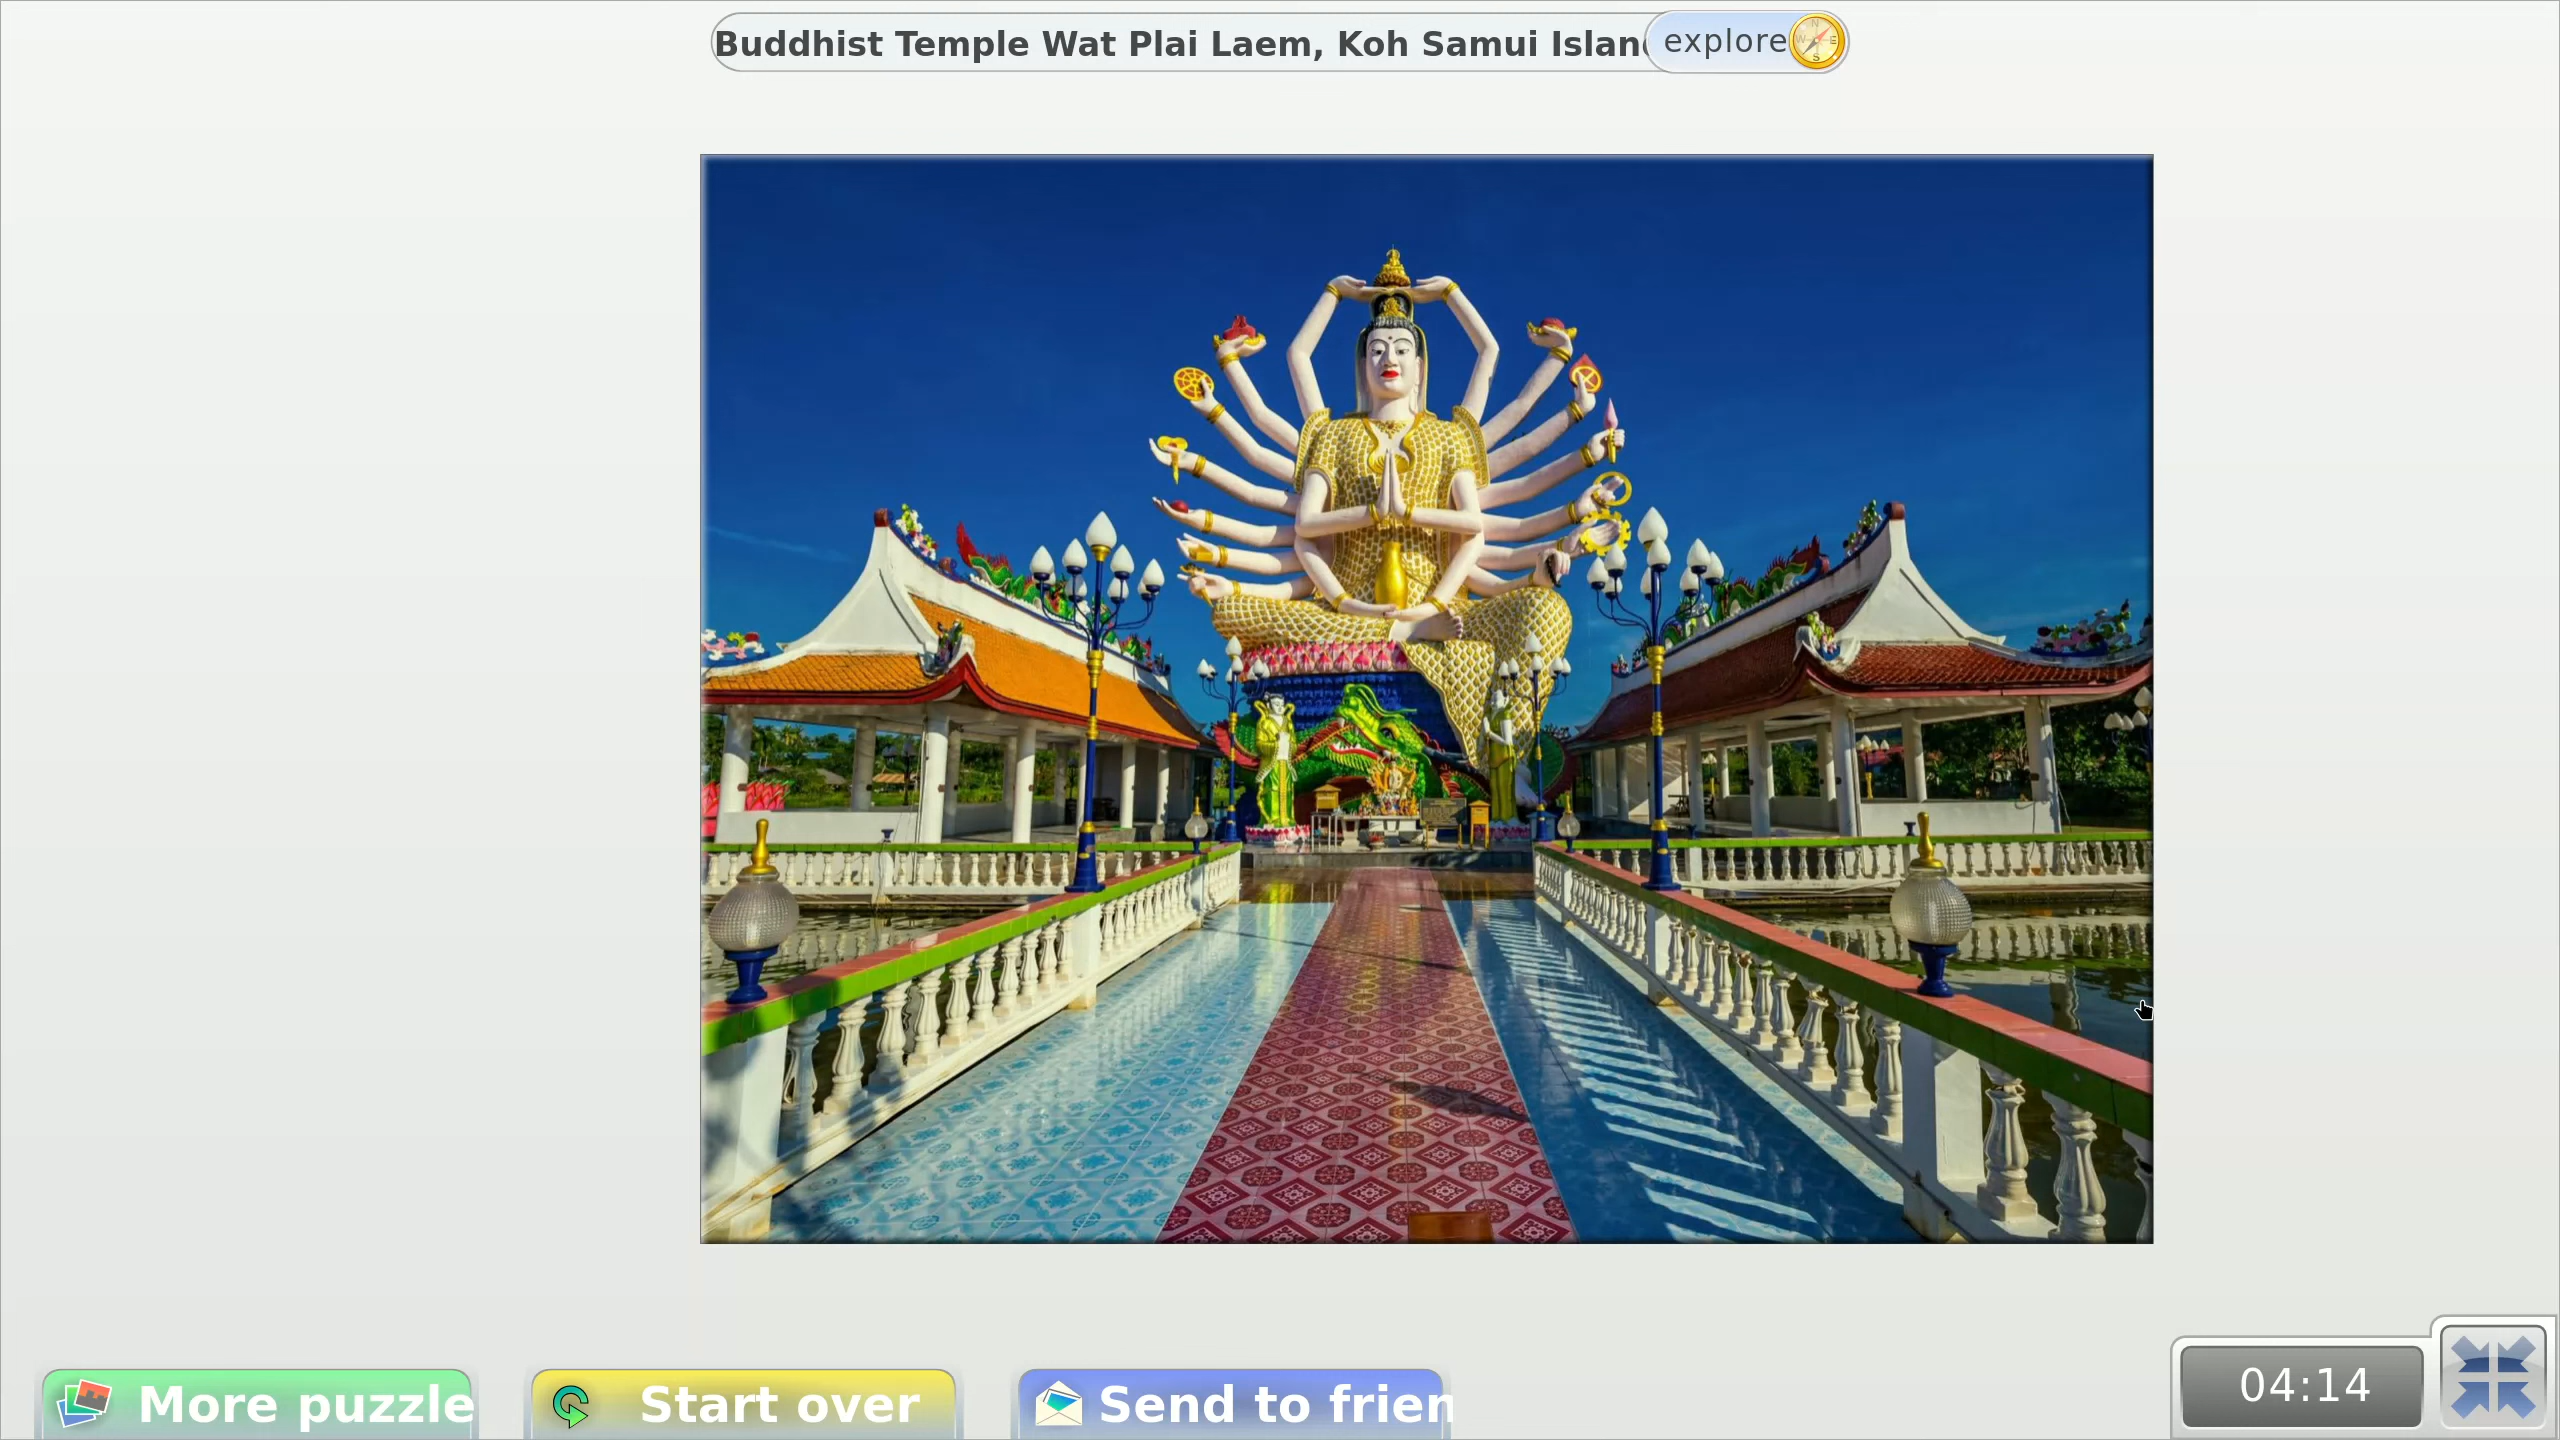 Buddhist Temple Wat Plai Laem, Koh Samui Islan
explore
More puzzle
Start over
Send to frien
04:14